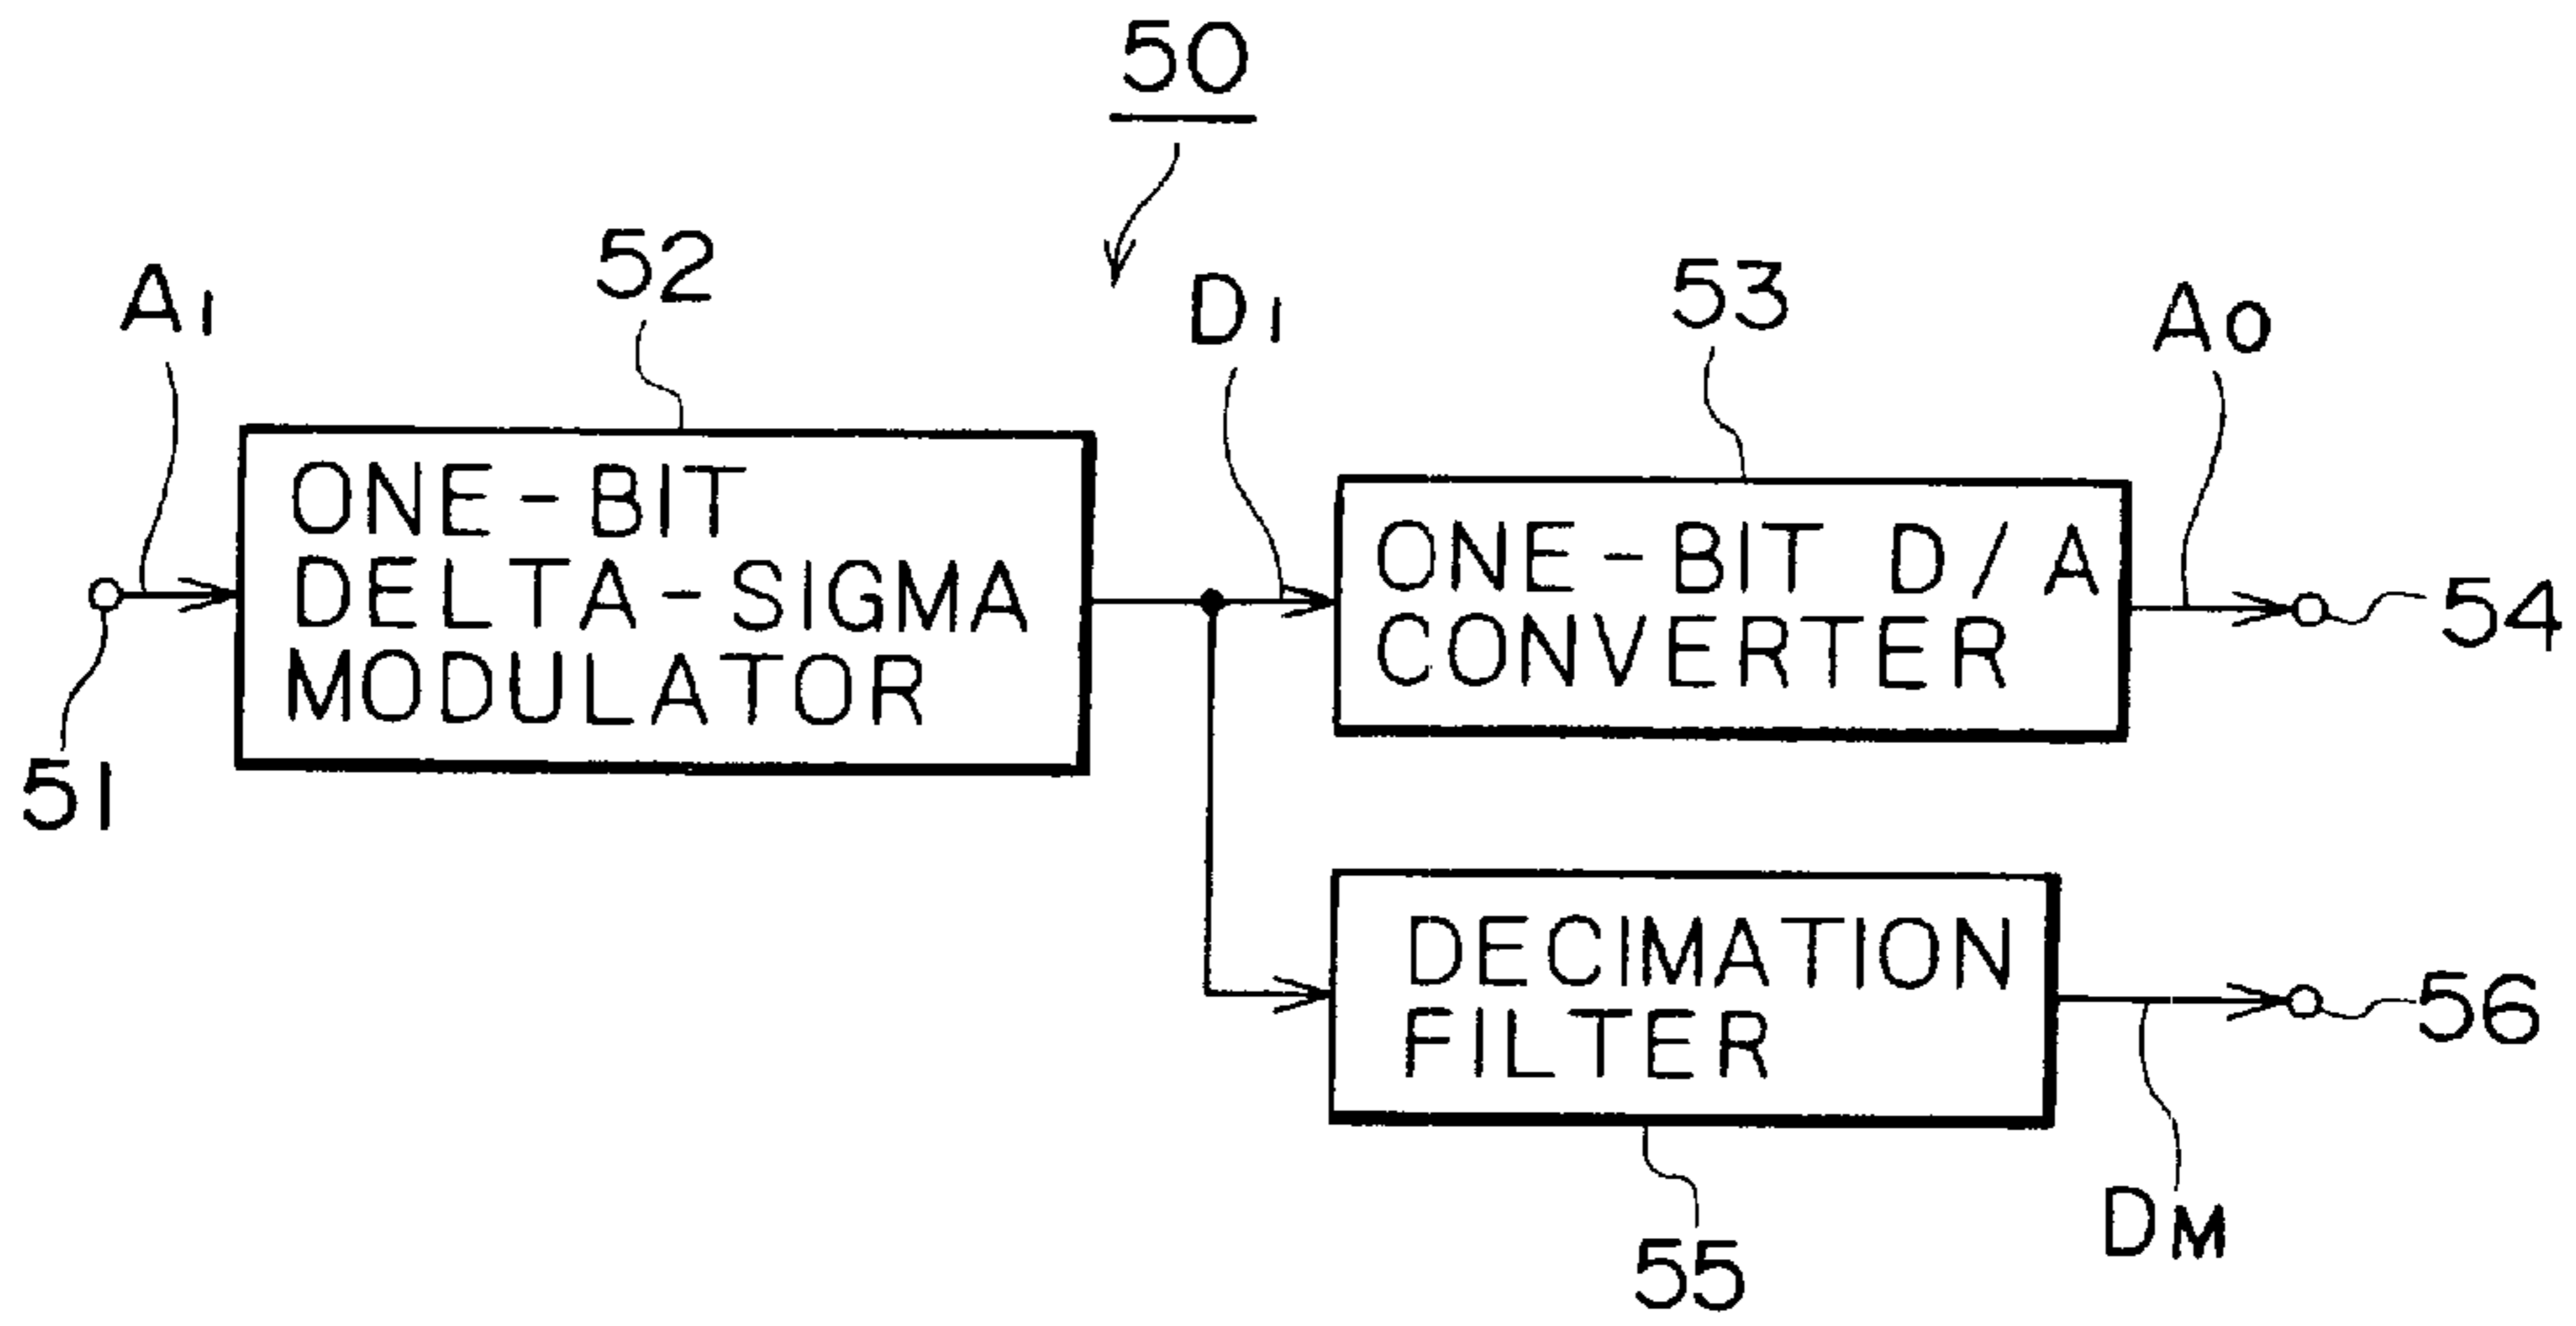 50
52
53
A1
D1
AO
ONE-BIT
DELTA-SIGMA
MODULATOR
ONE-BIT D/A
CONVERTER
54
51
DECIMATION
FILTER
56
55
DM